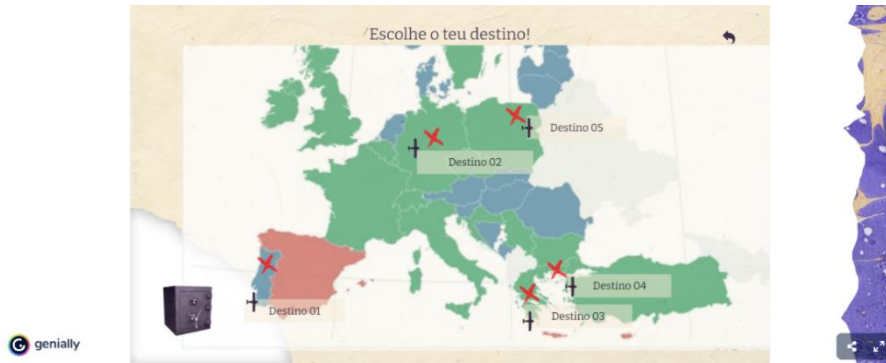 Escolhe o teu destino!
Destino 05
Destino 02
Destino 04
Destino 01
Destino 03
genially